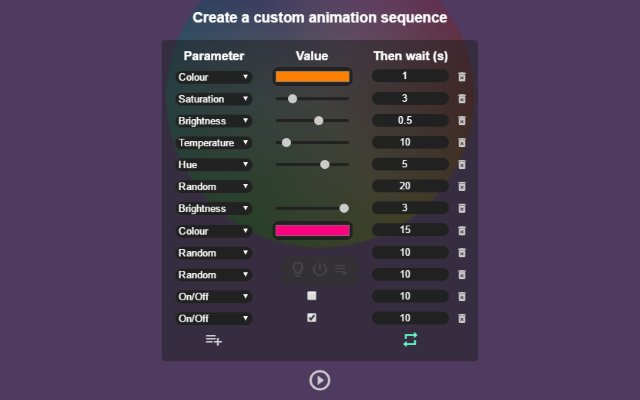 Create a custom animation sequence
Parameter Value Then wait (s)
Colour 1
Saturation 3
Brightness 0.5
Temperature 10
Hue 5
Random 20
Brightness 3
Colour 15
Random 10
Random 10
On/Off 10
On/Off 10